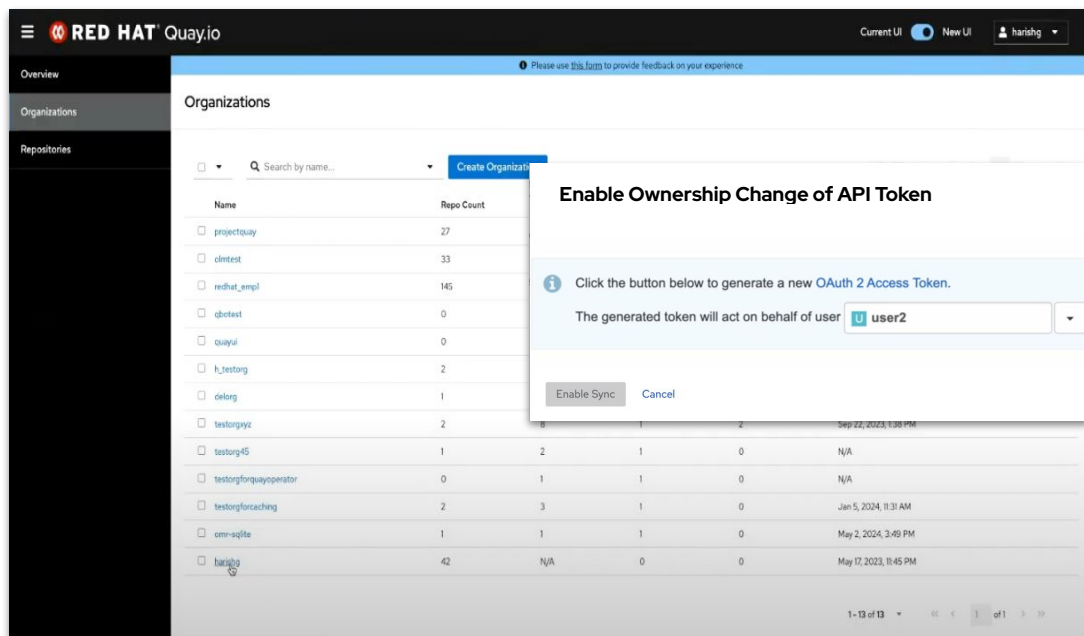 RED HAT Quay.io
Current UI New UI harishg
Please use this form to provide feedback on your experience
Overview
Organizations
Repositories
Organizations
Search by name...
Create Organizati
Name Repo Count
projectquay 27
olmtest 33
redhat_empl 145
qbotest 0
quayui 0
h_testorg 2
delorg 1
testorgxyz 2 8 1 2 Sep 22, 2023, 1:38 PM
testorg45 1 2 1 0 N/A
testorgforquayoperator 0 1 1 0 N/A
testorgforcaching 2 3 1 0 Jan 5, 2024, 11:31 AM
omr-sqlite 1 1 1 0 May 2, 2024, 3:49 PM
harishg 42 N/A 0 0 May 17, 2023, 11:45 PM
1 - 13 of 13 1 of 1
Enable Ownership Change of API Token
Click the button below to generate a new OAuth 2 Access Token.
The generated token will act on behalf of user U user2
Enable Sync Cancel